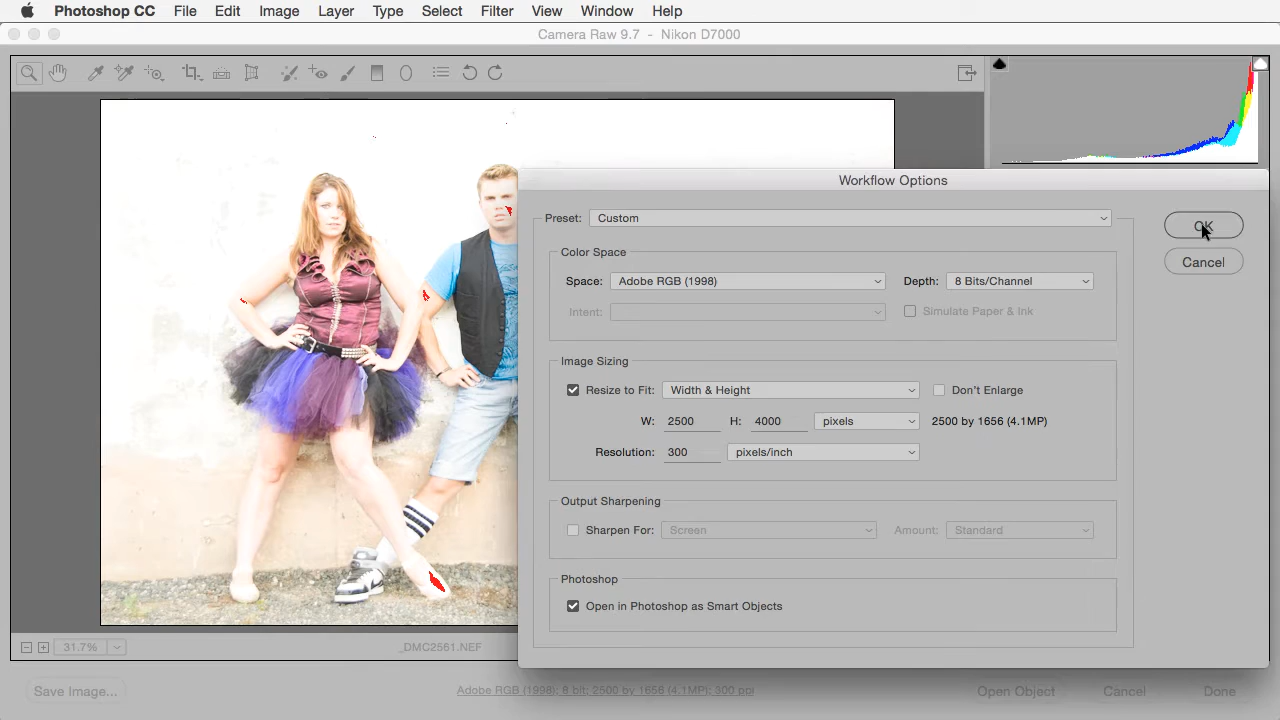 Photoshop CC File Edit Image Layer Type Select Filter View Window Help
Camera Raw 9.7 - Nikon D7000
Workflow Options
Preset: Custom
OK
Color Space
Cancel
Space: Adobe RGB (1998) Depth: 8 Bits/Channel
Intent: Simulate Paper & Ink
Image Sizing
Resize to Fit: Width & Height Don't Enlarge
W: 2500 H: 4000 pixels 2500 by 1656 (4.1MP)
Resolution: 300 pixels/inch
Output Sharpening
Sharpen For: Screen Amount: Standard
Photoshop
Open in Photoshop as Smart Objects
31.7% _DMC2561.NEF
Save Image... Adobe RGB (1998); 8 bit; 2500 by 1656 (4.1MP); 300 ppi Open Object Cancel Done